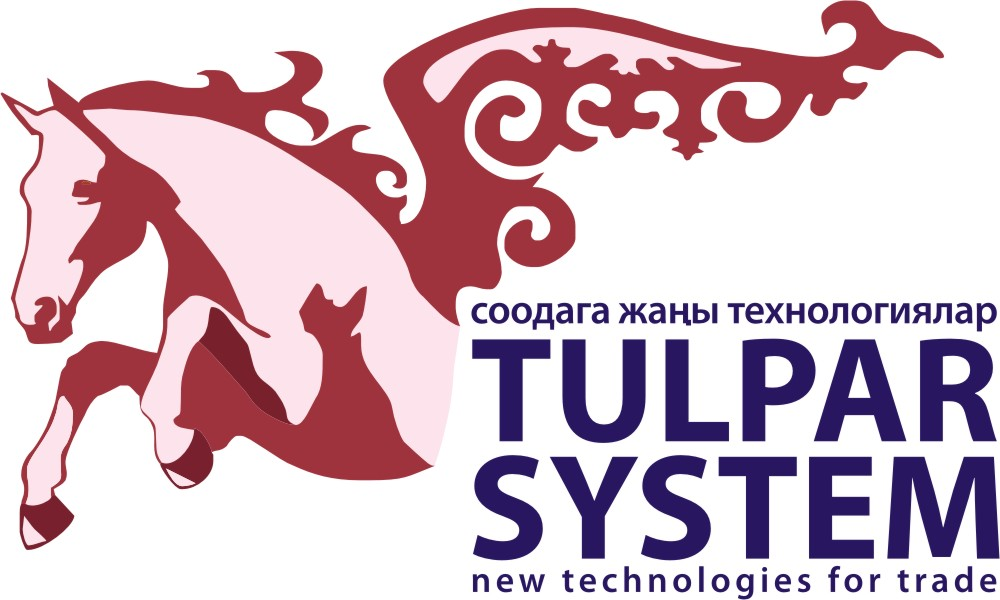 соодага жаңы технологиялар
TULPAR
SYSTEM
new technologies for trade